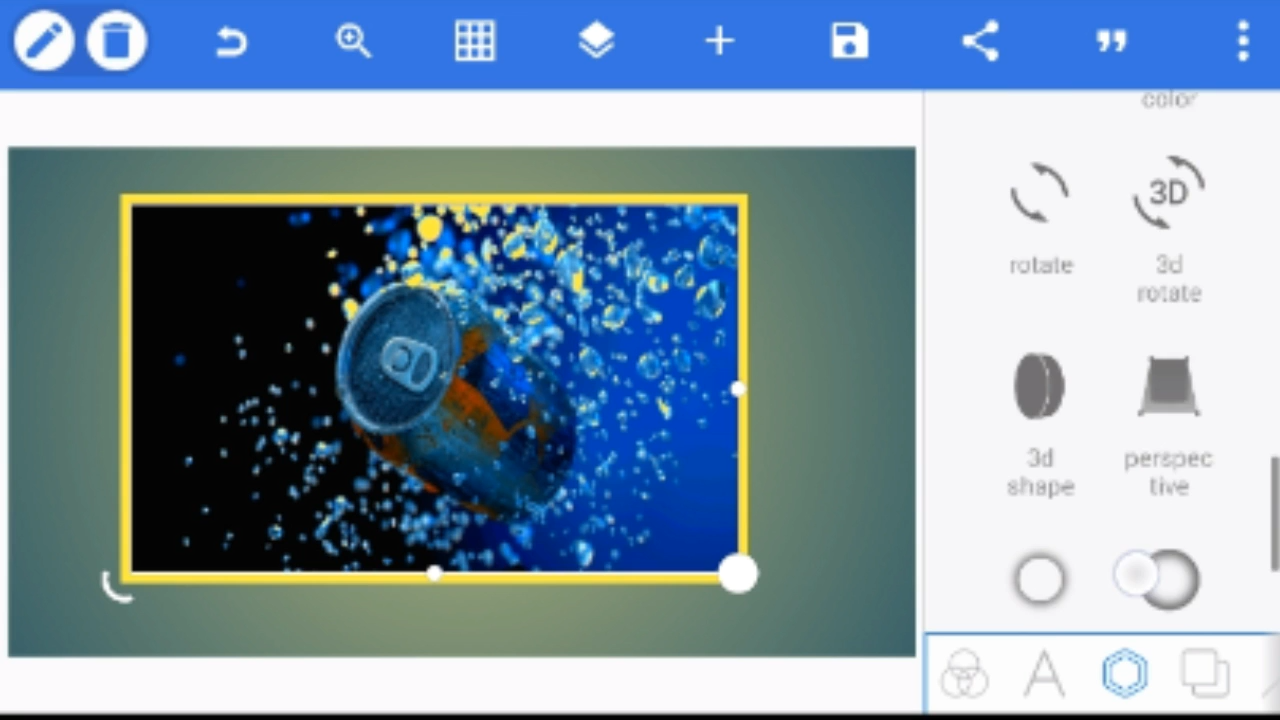 color
3D
rotate
3d
rotate
3d
shape
perspec
tive
A